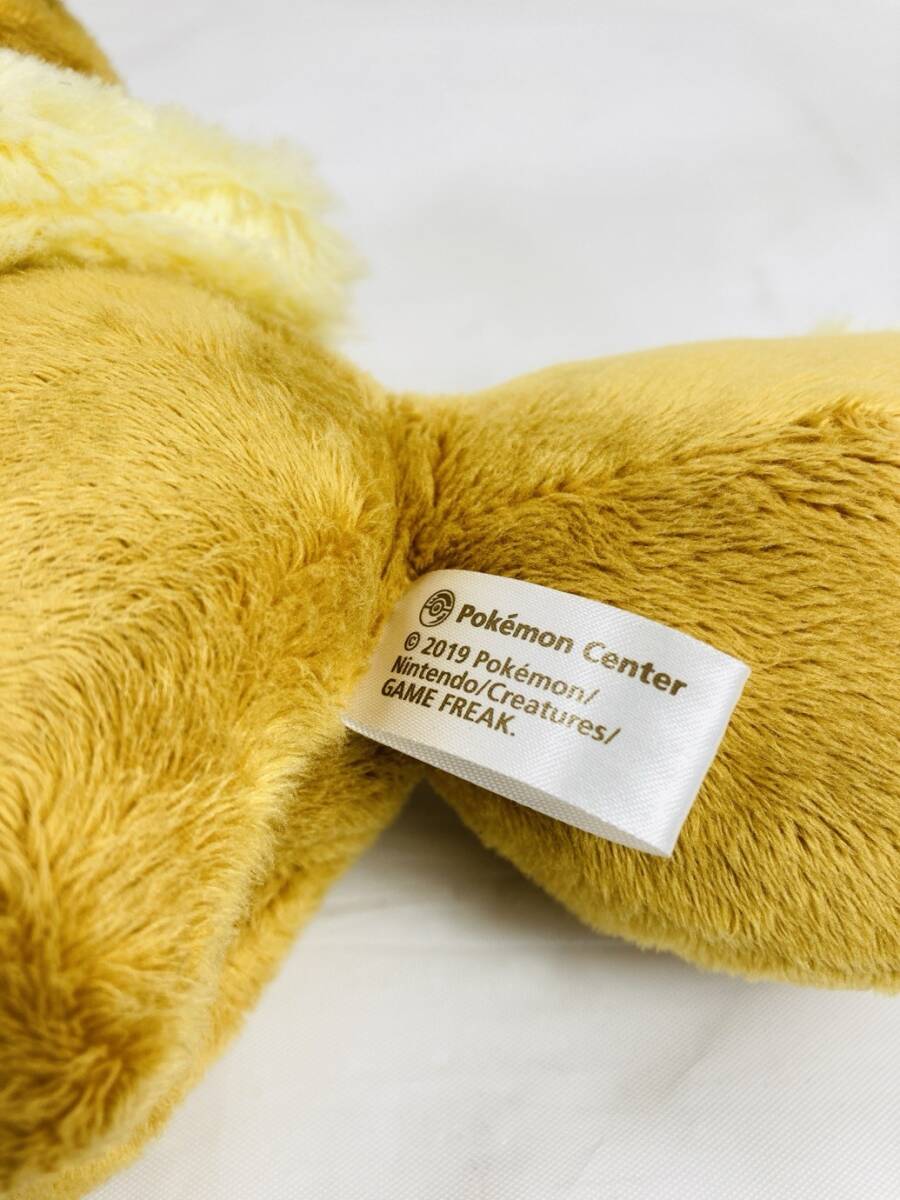 Pokémon Center
© 2019 Pokémon/
Nintendo/Creatures/
GAME FREAK.